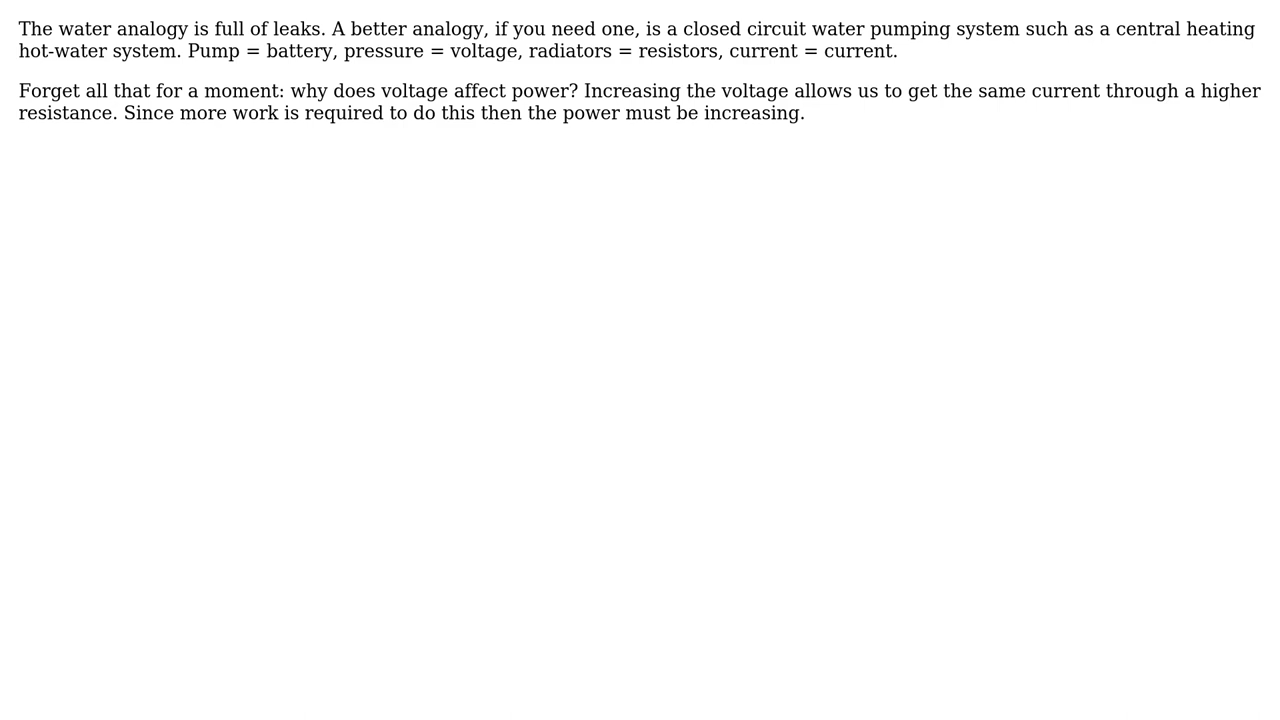 The water analogy is full of leaks. A better analogy, if you need one, is a closed circuit water pumping system such as a central heating
hot-water system. Pump = battery, pressure = voltage, radiators = resistors, current = current.
Forget all that for a moment: why does voltage affect power? Increasing the voltage allows us to get the same current through a higher
resistance. Since more work is required to do this then the power must be increasing.